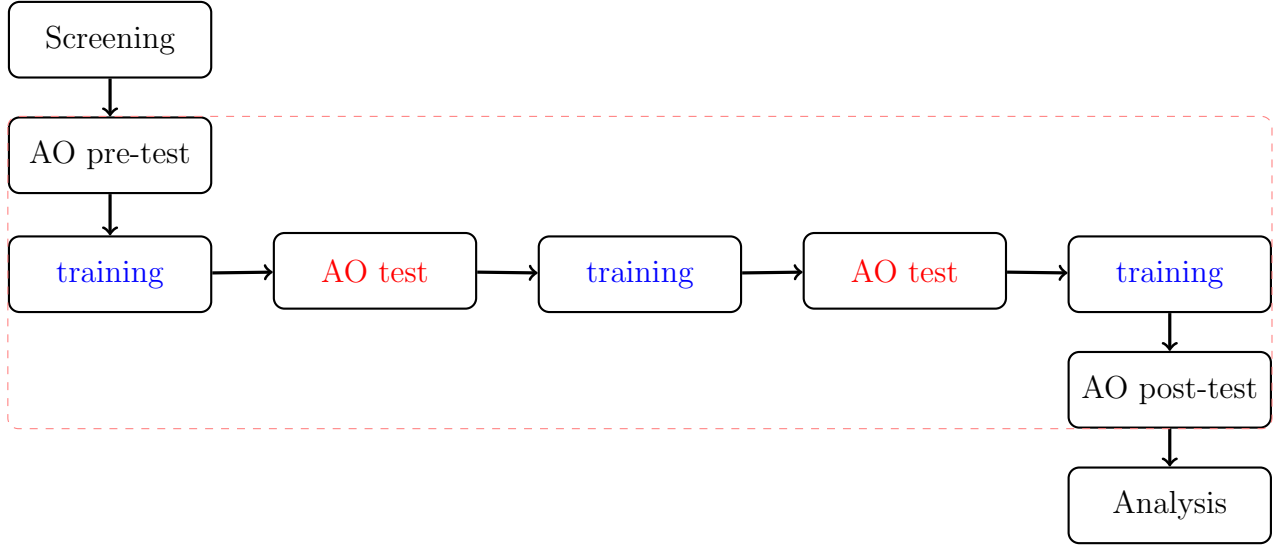 Screening
AO pre-test
training
AO test
training
AO test
training
AO post-test
Analysis